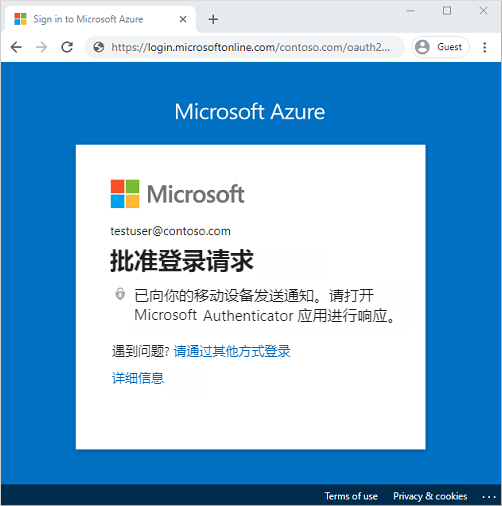 Sign in to Microsoft Azure
https://login.microsoftonline.com/contoso.com/oauth2...
Guest
Microsoft Azure
Microsoft
testuser@contoso.com
批准登录请求
已向你的移动设备发送通知。请打开
Microsoft Authenticator 应用进行响应。
遇到问题? 请通过其他方式登录
详细信息
Terms of use Privacy & cookies ...